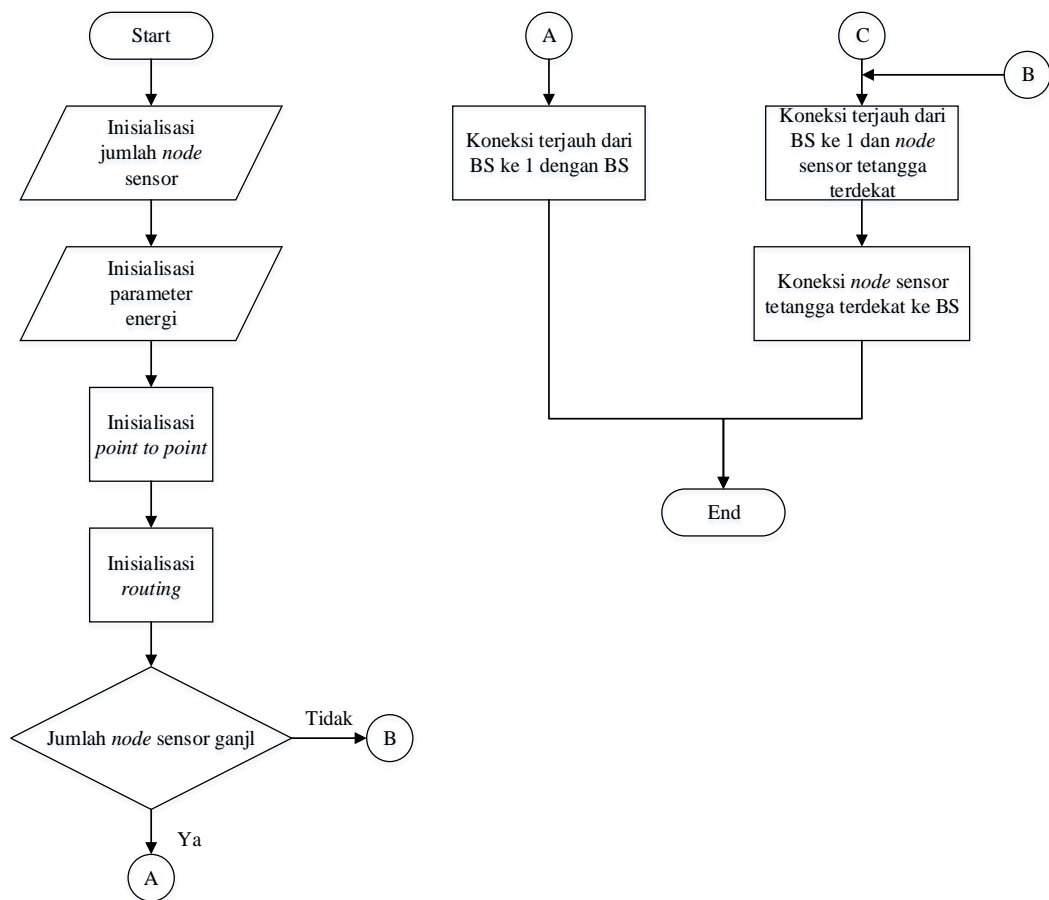 Start
Inisialisasi
jumlah node
sensor
Inisialisasi
parameter
energi
Inisialisasi
point to point
Inisialisasi
routing
Jumlah node sensor ganjl
Tidak
B
Ya
A
A
Koneksi terjauh dari
BS ke 1 dengan BS
C
B
Koneksi terjauh dari
BS ke 1 dan node
sensor tetangga
terdekat
Koneksi node sensor
tetangga terdekat ke BS
End